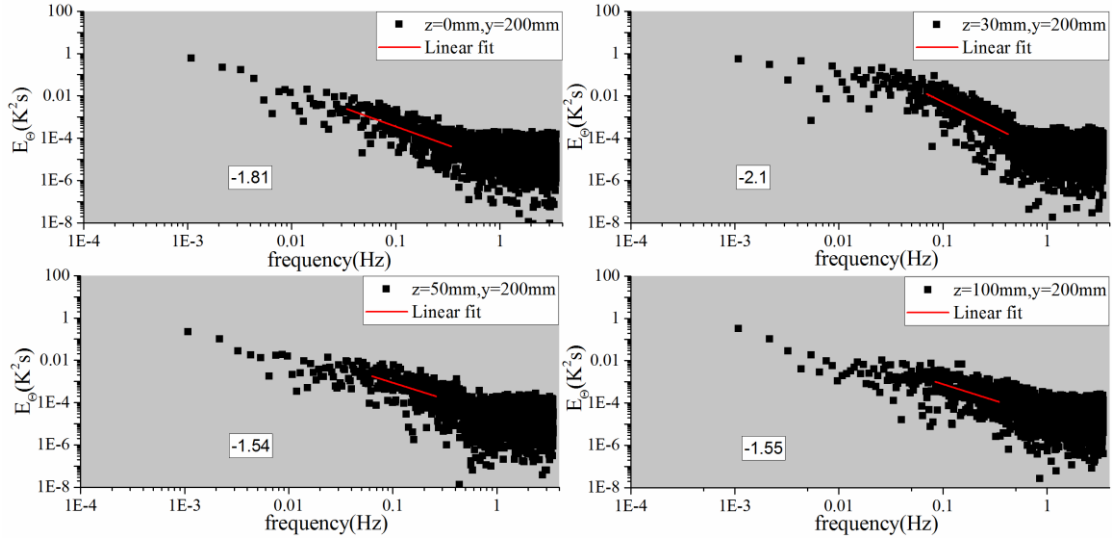 100
1
0.01
1E-4
1E-6
1E-8
E_Θ(K²s)
z=0mm,y=200mm
Linear fit
-1.81
1E-4 1E-3 0.01 0.1 1
frequency(Hz)
100
1
0.01
1E-4
1E-6
1E-8
E_Θ(K²s)
z=30mm,y=200mm
Linear fit
-2.1
1E-4 1E-3 0.01 0.1 1
frequency(Hz)
100
1
0.01
1E-4
1E-6
1E-8
E_Θ(K²s)
z=50mm,y=200mm
Linear fit
-1.54
1E-4 1E-3 0.01 0.1 1
frequency(Hz)
100
1
0.01
1E-4
1E-6
1E-8
E_Θ(K²s)
z=100mm,y=200mm
Linear fit
-1.55
1E-4 1E-3 0.01 0.1 1
frequency(Hz)